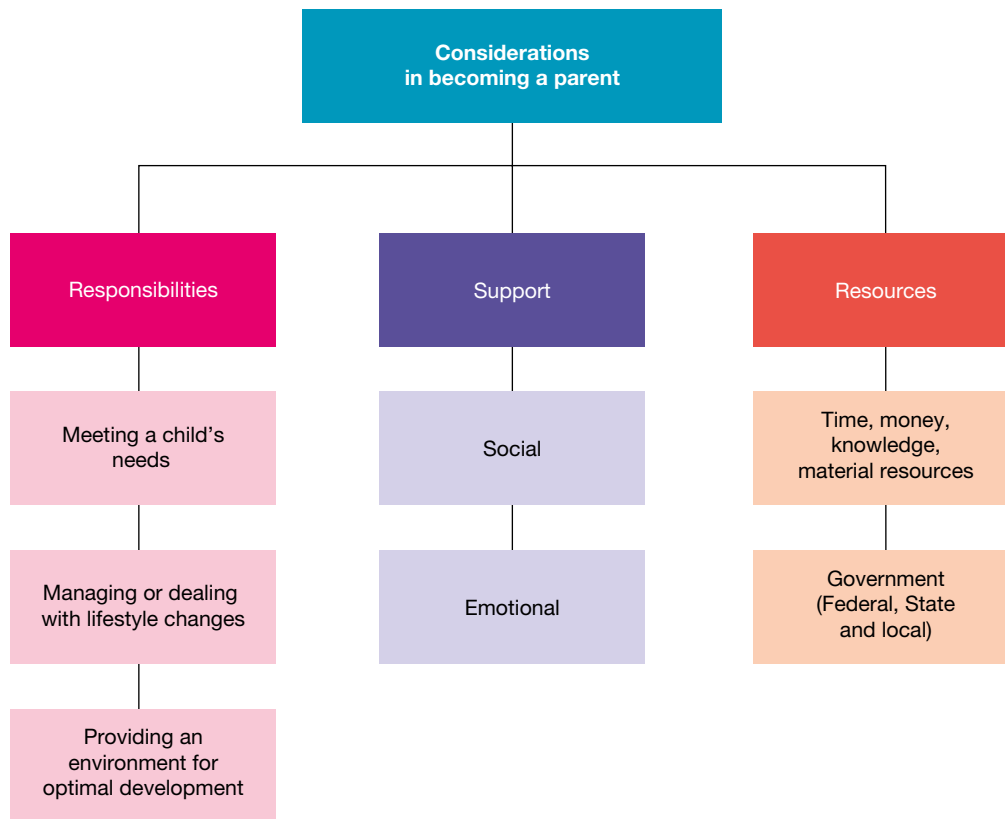 Considerations
in becoming a parent
Responsibilities
Support
Resources
Meeting a child’s
needs
Social
Time, money,
knowledge,
material resources
Managing or dealing
with lifestyle changes
Emotional
Government
(Federal, State
and local)
Providing an
environment for
optimal development